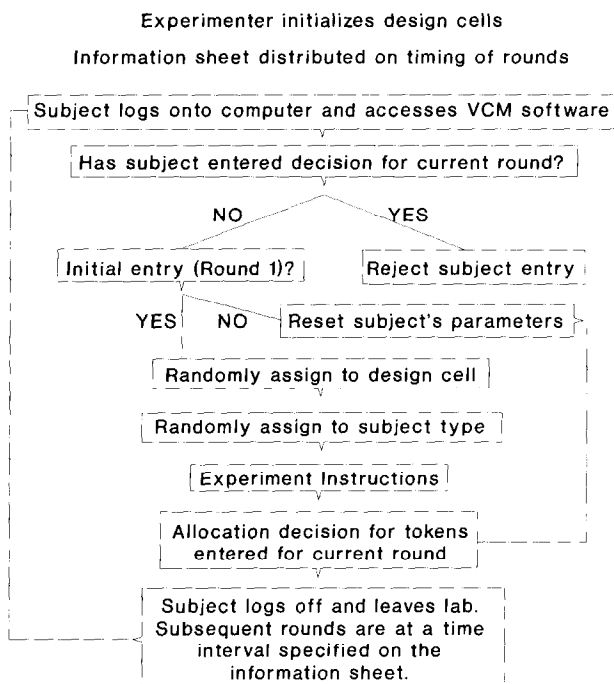 Experimenter initializes design cells
Information sheet distributed on timing of rounds
Subject logs onto computer and accesses VCM software
Has subject entered decision for current round?
NO
YES
Initial entry (Round 1)?
Reject subject entry
YES
NO
Reset subject's parameters
Randomly assign to design cell
Randomly assign to subject type
Experiment Instructions
Allocation decision for tokens
entered for current round
Subject logs off and leaves lab.
Subsequent rounds are at a time
interval specified on the
information sheet.